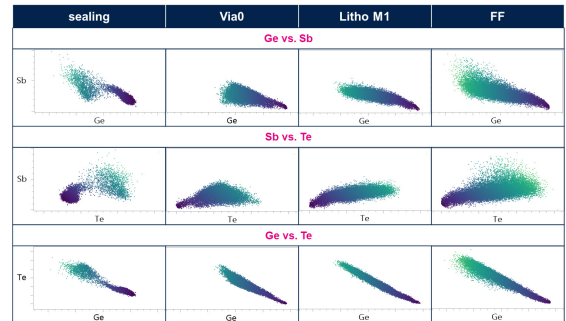 sealing Via0 Litho M1 FF
Ge vs. Sb
Sb
Ge Ge Ge Ge
Sb vs. Te
Sb
Te Te Te Te
Ge vs. Te
Te
Ge Ge Ge Ge